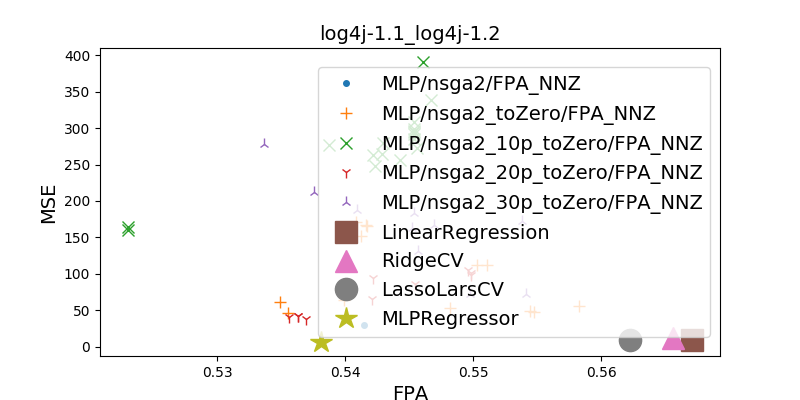 log4j-1.1_log4j-1.2
400
350
300
250
200
150
100
50
0
MSE
MLP/nsga2/FPA_NNZ
MLP/nsga2_toZero/FPA_NNZ
MLP/nsga2_10p_toZero/FPA_NNZ
MLP/nsga2_20p_toZero/FPA_NNZ
MLP/nsga2_30p_toZero/FPA_NNZ
LinearRegression
RidgeCV
LassoLarsCV
MLPRegressor
0.53
0.54
0.55
0.56
FPA